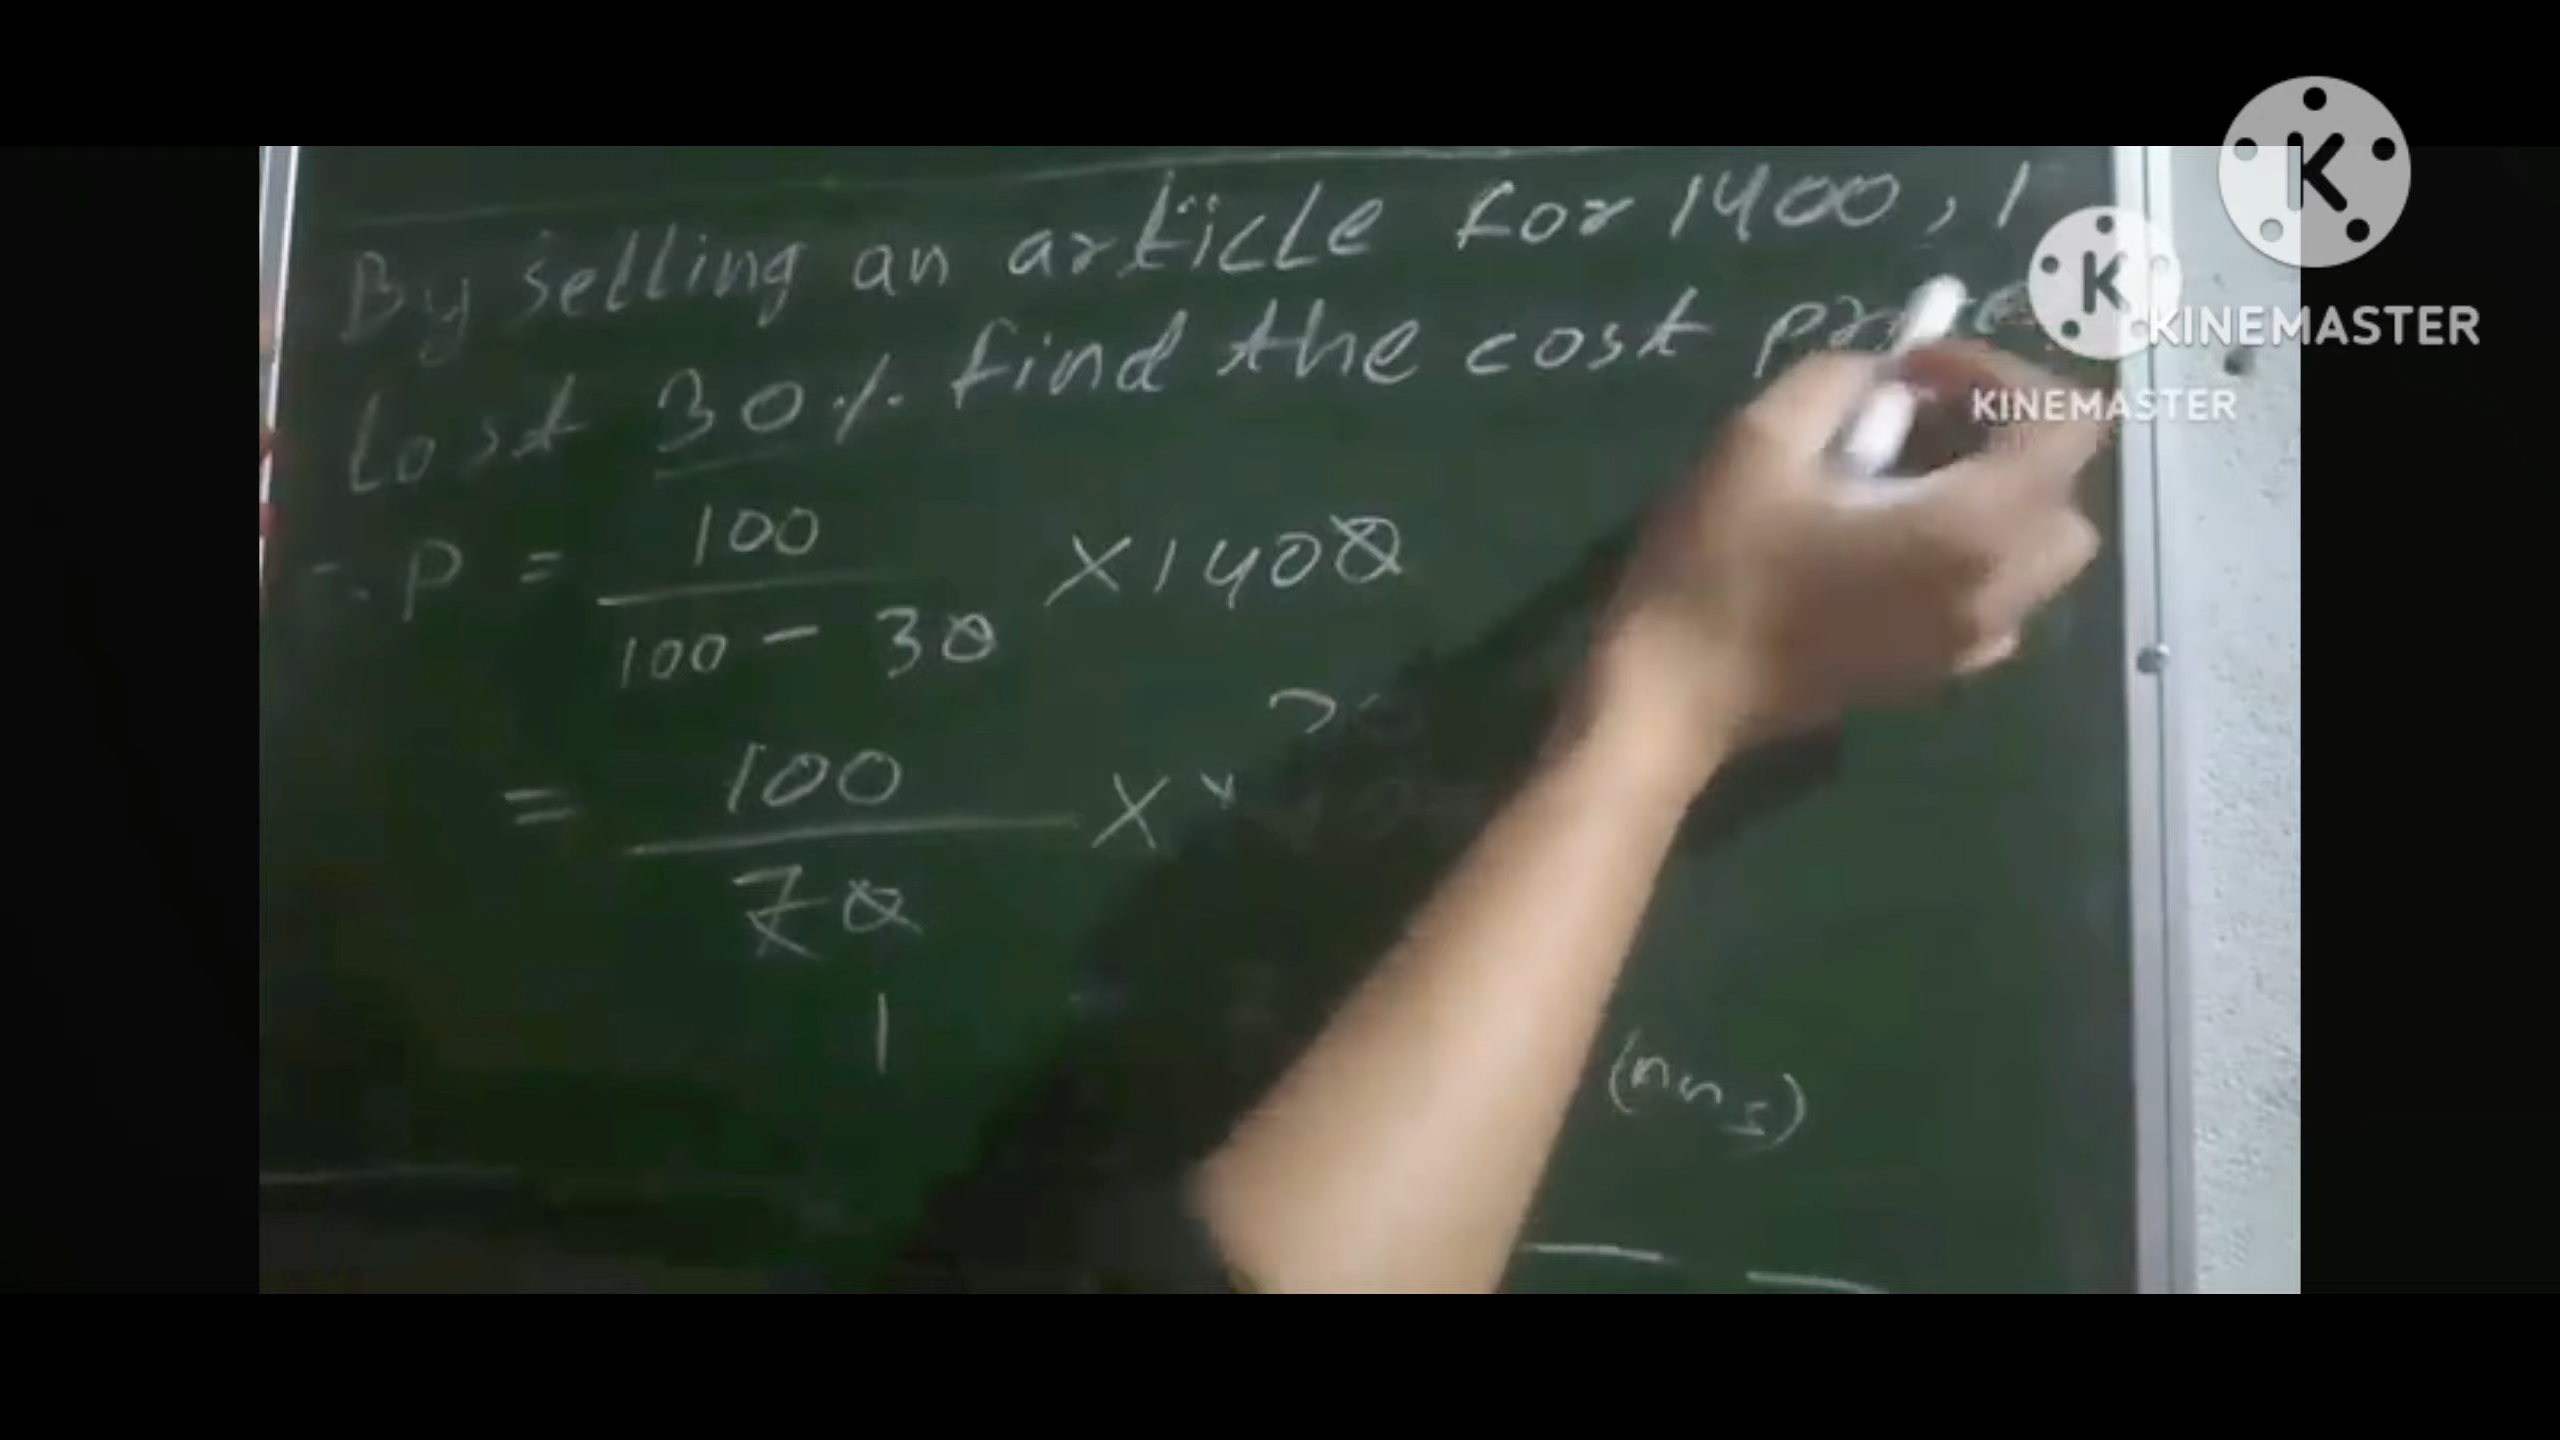 By selling an article for 1400, I
lost 30% find the cost price
C.P = 100 / 100 - 30 × 1400
= 100 / 70 ×
1
(Ans)
KINEMASTER
KINEMASTER